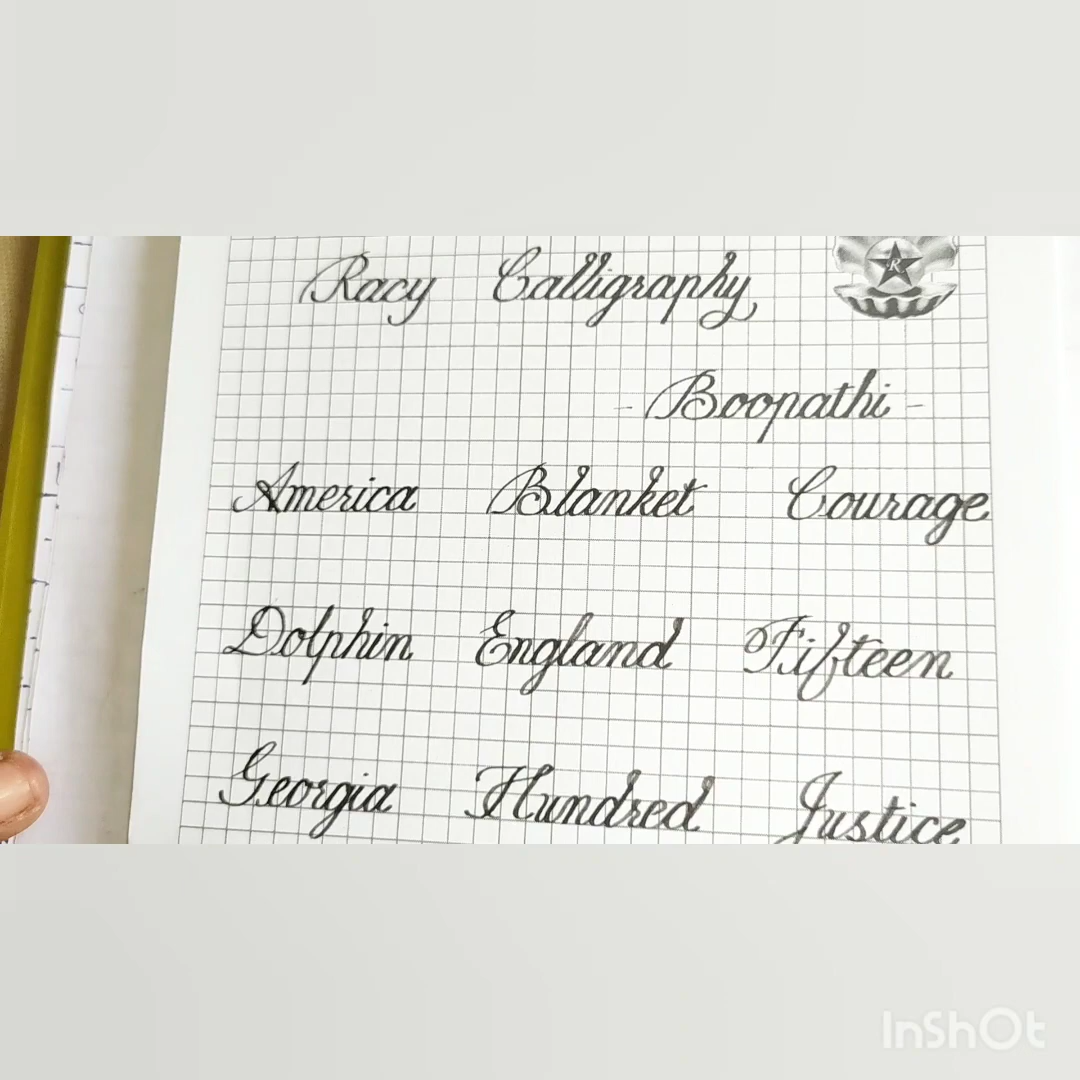 Racy Calligraphy
R
- Boopathi -
America Blanket Courage
Dolphin England Fifteen
Georgia Hundred Justice
InShOt